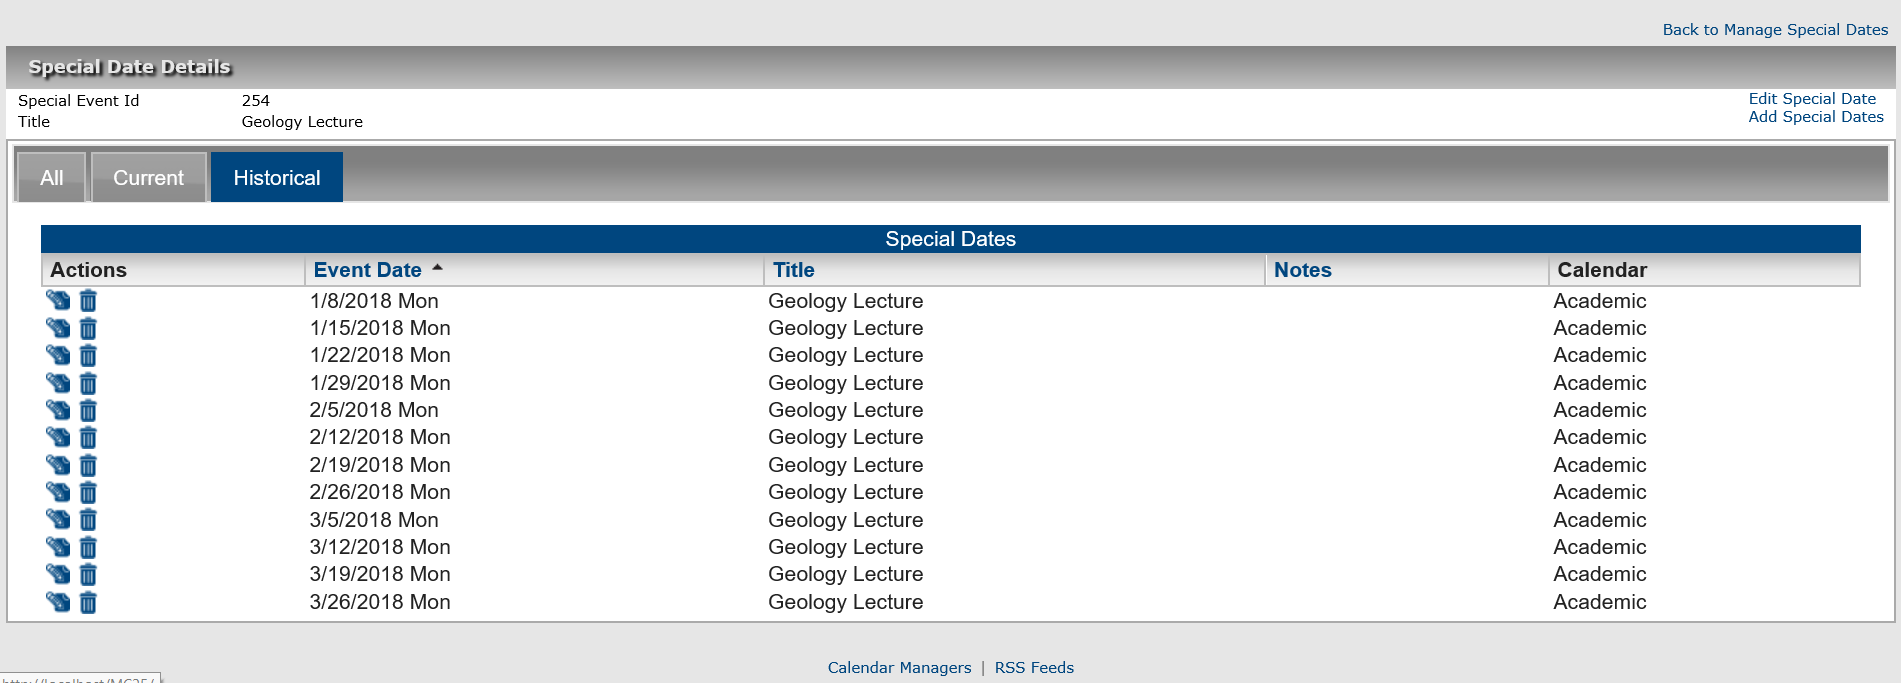 Back to Manage Special Dates
Special Date Details
Special Event Id 254
Edit Special Date
Title Geology Lecture
Add Special Dates
All Current Historical
Special Dates
Actions Event Date Title Notes Calendar
1/8/2018 Mon Geology Lecture Academic
1/15/2018 Mon Geology Lecture Academic
1/22/2018 Mon Geology Lecture Academic
1/29/2018 Mon Geology Lecture Academic
2/5/2018 Mon Geology Lecture Academic
2/12/2018 Mon Geology Lecture Academic
2/19/2018 Mon Geology Lecture Academic
2/26/2018 Mon Geology Lecture Academic
3/5/2018 Mon Geology Lecture Academic
3/12/2018 Mon Geology Lecture Academic
3/19/2018 Mon Geology Lecture Academic
3/26/2018 Mon Geology Lecture Academic
Calendar Managers | RSS Feeds